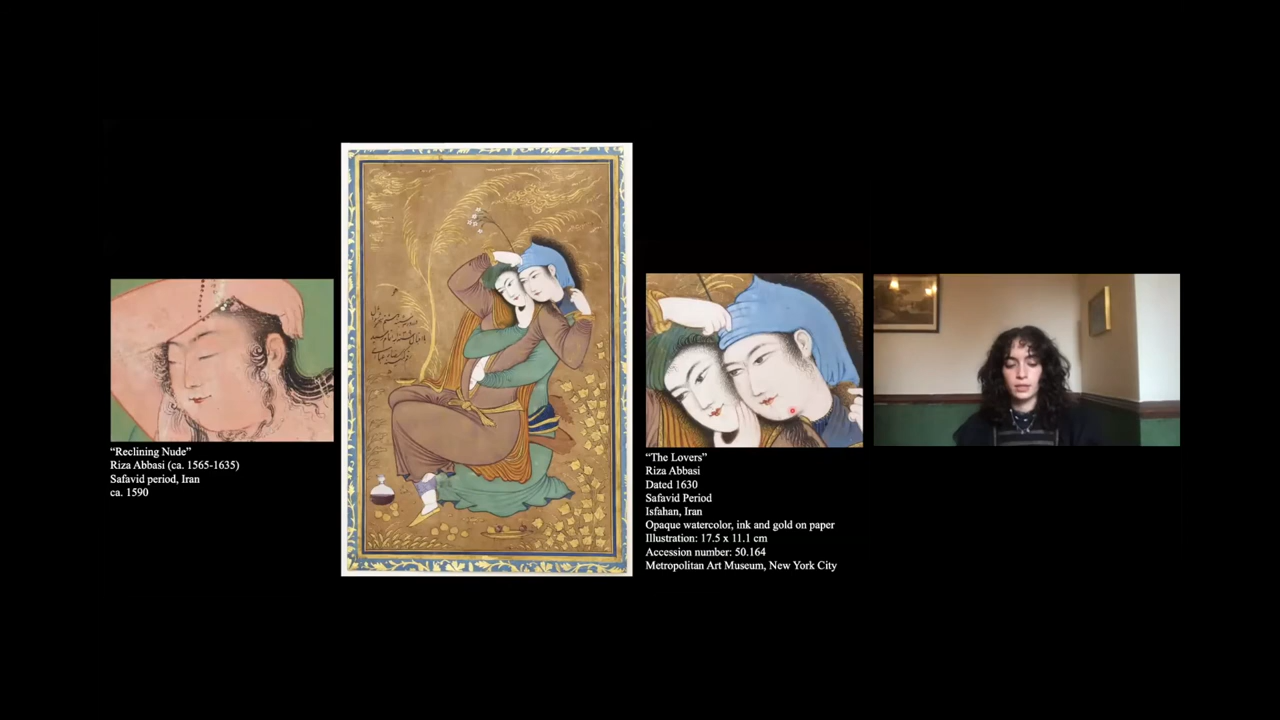 “Reclining Nude”
Riza Abbasi (ca. 1565-1635)
Safavid period, Iran
ca. 1590
“The Lovers”
Riza Abbasi
Dated 1630
Safavid Period
Isfahan, Iran
Opaque watercolor, ink and gold on paper
Illustration: 17.5 x 11.1 cm
Accession number: 50.164
Metropolitan Art Museum, New York City